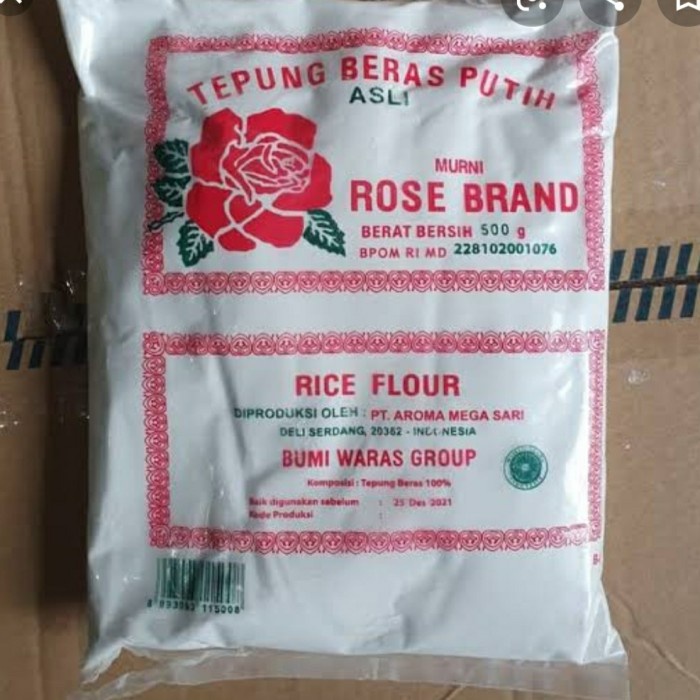 TEPUNG BERAS PUTIH
ASLI
MURNI
ROSE BRAND
BERAT BERSIH 500 g
BPOM RI MD 228102001076
RICE FLOUR
DIPRODUKSI OLEH : PT. AROMA MEGA SARI
DELI SERDANG, 20362 - INDONESIA
BUMI WARAS GROUP
Komposisi : Tepung Beras 100%
Baik digunakan sebelum : 25 Des 2021
Kode Produksi :